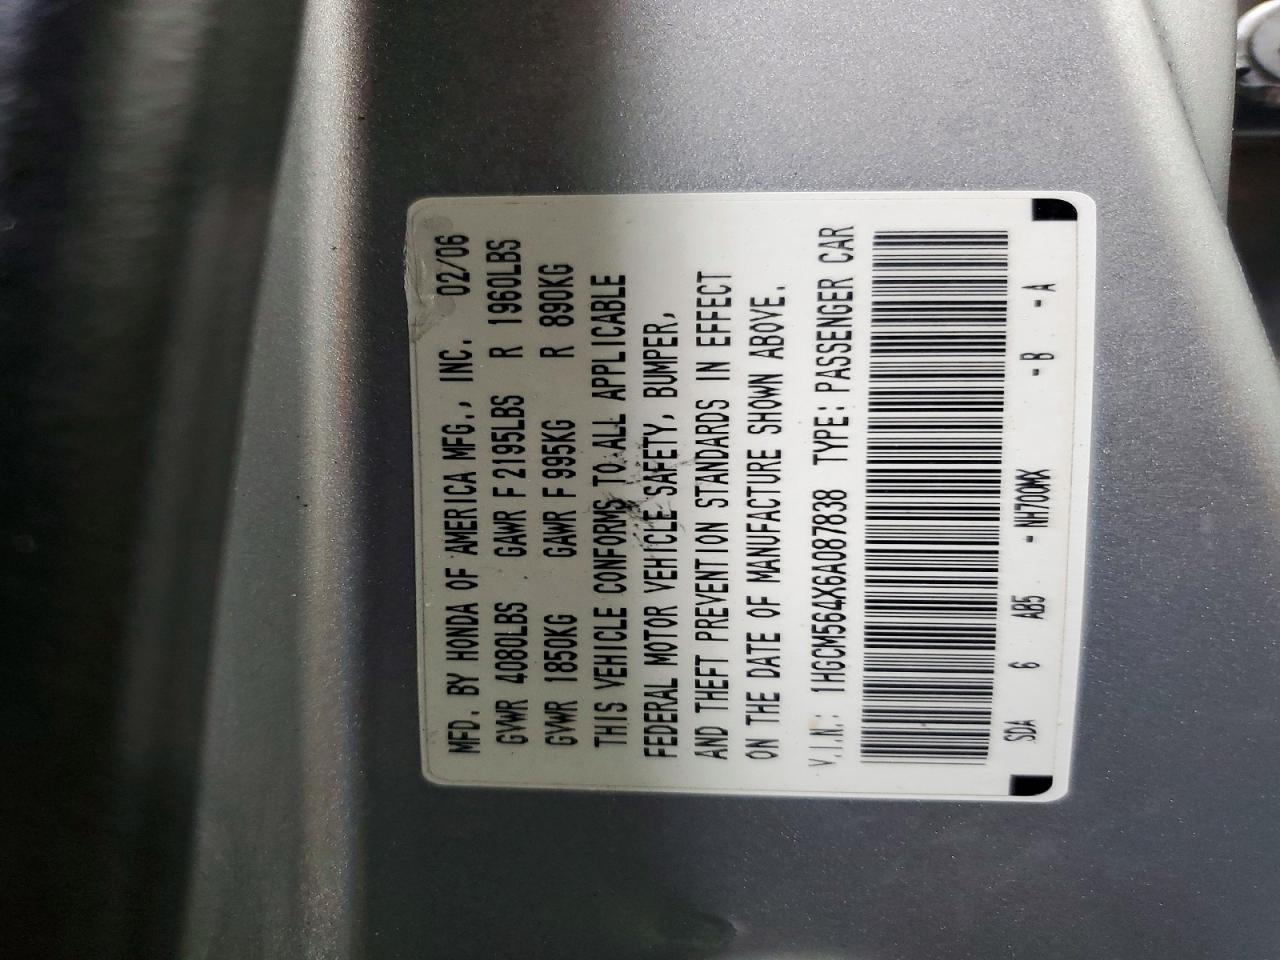 MFD. BY HONDA OF AMERICA MFG., INC. 02/06
GVWR 4080LBS GAWR F 2195LBS R 1960LBS
GVWR 1850KG GAWR F 995KG R 890KG
THIS VEHICLE CONFORMS TO ALL APPLICABLE
FEDERAL MOTOR VEHICLE SAFETY, BUMPER,
AND THEFT PREVENTION STANDARDS IN EFFECT
ON THE DATE OF MANUFACTURE SHOWN ABOVE.
V.I.N.: 1HGCM564X6A087838 TYPE: PASSENGER CAR
SDA 6 AB5 - NH700MX -B -A